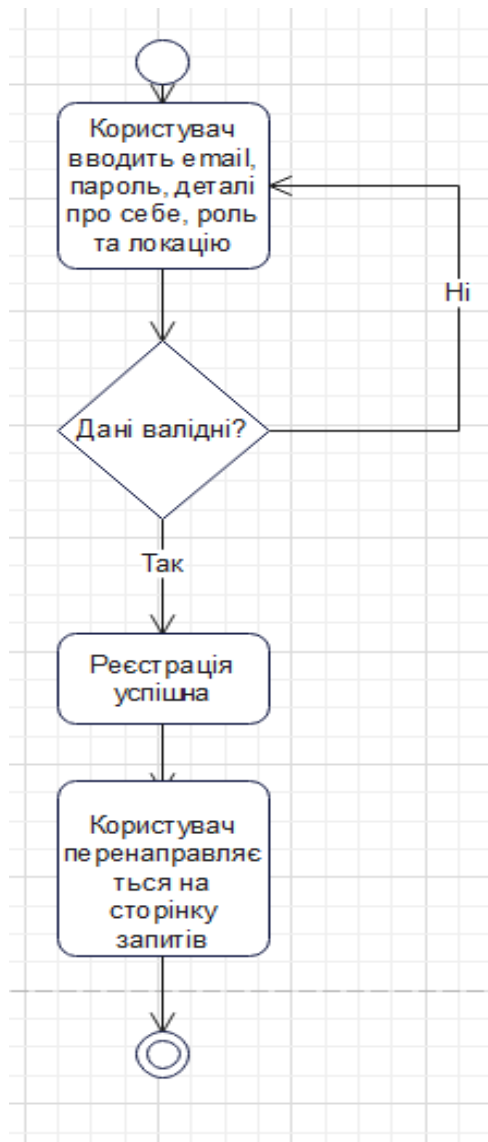 Користувач
вводить email,
пароль, деталі
про себе, роль
та локацію
Ні
Дані валідні?
Так
Реєстрація
успішна
Користувач
перенаправляє
ться на
сторінку
запитів